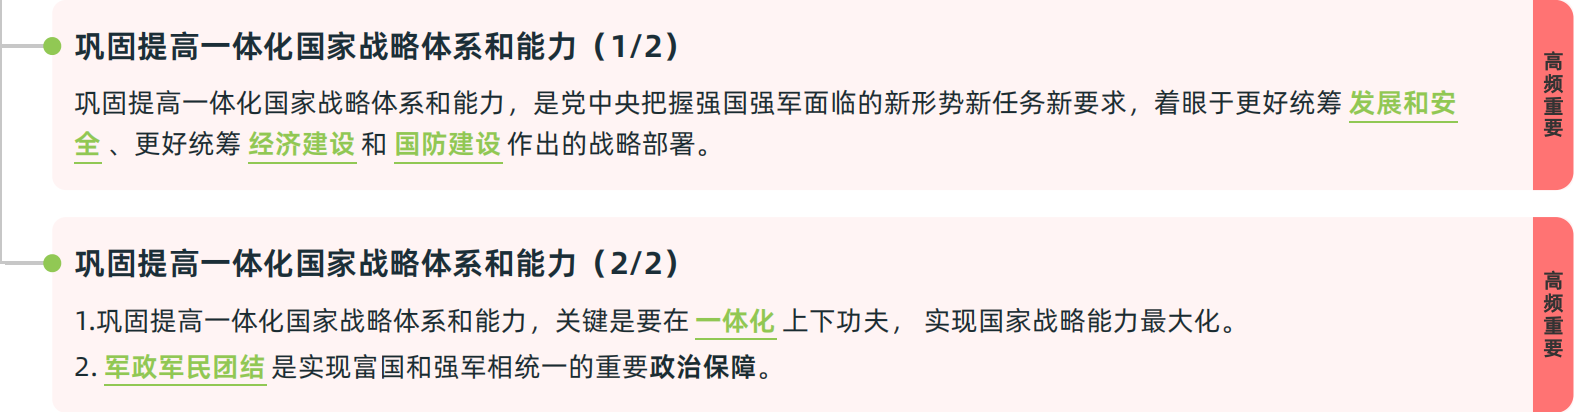 巩固提高一体化国家战略体系和能力（1/2）
巩固提高一体化国家战略体系和能力，是党中央把握强国强军面临的新形势新任务新要求，着眼于更好统筹 发展和安
全 、更好统筹 经济建设 和 国防建设 作出的战略部署。
高频重要
巩固提高一体化国家战略体系和能力（2/2）
1.巩固提高一体化国家战略体系和能力，关键是要在 一体化 上下功夫， 实现国家战略能力最大化。
2. 军政军民团结 是实现富国和强军相统一的重要政治保障。
高频重要